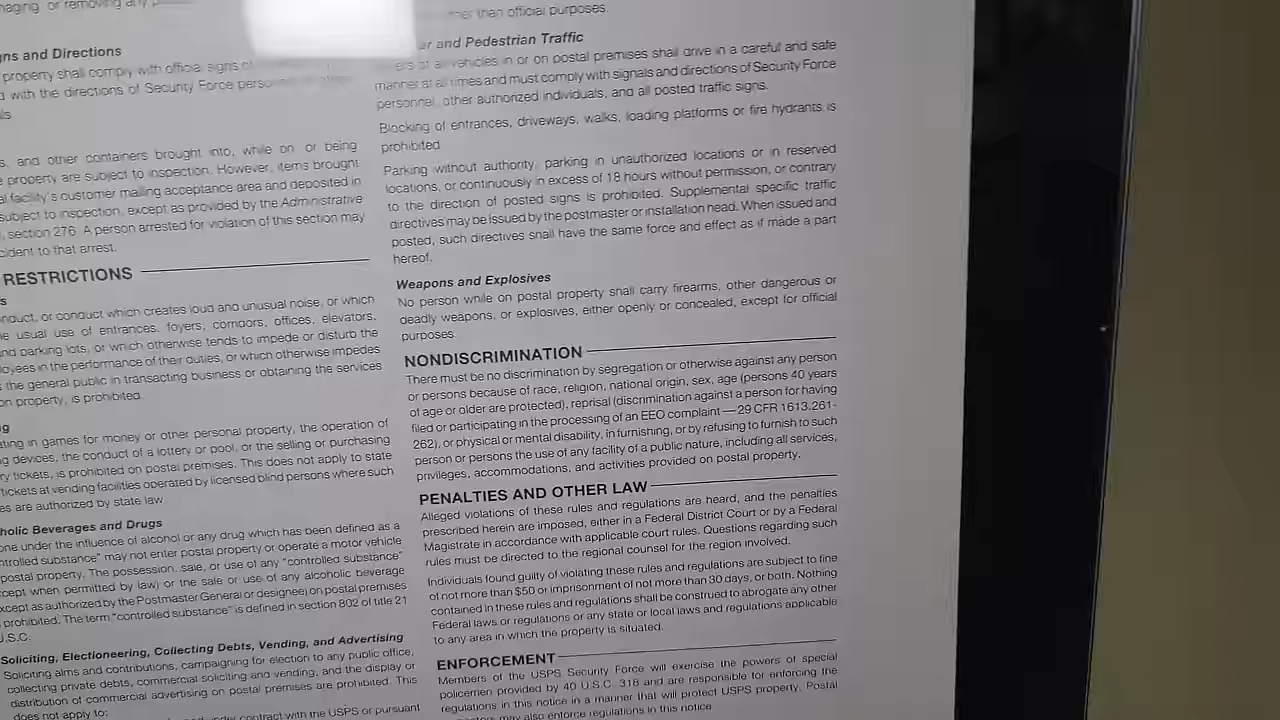 naging, or removing any
gns and Directions
property shall comply with official signs of
d with the directions of Security Force
ls.
s, and other containers brought into, while on, or being
e property are subject to inspection. However, items brought
al facility's customer mailing acceptance area and deposited in
subject to inspection, except as provided by the Administrative
, section 276. A person arrested for violation of this section may
cident to that arrest.
RESTRICTIONS
s
nduct, or conduct which creates loud and unusual noise, or which
e usual use of entrances, foyers, corridors, offices, elevators,
nd parking lots, or which otherwise tends to impede or disturb the
loyees in the performance of their duties, or which otherwise impedes
s the general public in transacting business or obtaining the services
on property, is prohibited.
g
ating in games for money or other personal property, the operation of
g devices, the conduct of a lottery or pool, or the selling or purchasing
ry tickets, is prohibited on postal premises. This does not apply to state
tickets at vending facilities operated by licensed blind persons where such
es are authorized by state law.
holic Beverages and Drugs
one under the influence of alcohol or any drug which has been defined as a
ntrolled substance" may not enter postal property or operate a motor vehicle
postal property. The possession, sale, or use of any "controlled substance"
cept when permitted by law) or the sale or use of any alcoholic beverage
xcept as authorized by the Postmaster General or designee) on postal premises
prohibited. The term "controlled substance" is defined in section 802 of title 21
U.S.C.
Soliciting, Electioneering, Collecting Debts, Vending, and Advertising
Soliciting alms and contributions, campaigning for election to any public office,
collecting private debts, commercial soliciting and vending, and the display or
distribution of commercial advertising on postal premises are prohibited. This
does not apply to:
under contract with the USPS or pursuant
her than official purposes.
ar and Pedestrian Traffic
ers of all vehicles in or on postal premises shall drive in a careful and safe
manner at all times and must comply with signals and directions of Security Force
personnel, other authorized individuals, and all posted traffic signs.
Blocking of entrances, driveways, walks, loading platforms or fire hydrants is
prohibited
Parking without authority, parking in unauthorized locations or in reserved
locations, or continuously in excess of 18 hours without permission, or contrary
to the direction of posted signs is prohibited. Supplemental specific traffic
directives may be issued by the postmaster or installation head. When issued and
posted, such directives shall have the same force and effect as if made a part
hereof.
Weapons and Explosives
No person while on postal property shall carry firearms, other dangerous or
deadly weapons, or explosives, either openly or concealed, except for official
purposes.
NONDISCRIMINATION
There must be no discrimination by segregation or otherwise against any person
or persons because of race, religion, national origin, sex, age (persons 40 years
of age or older are protected), reprisal (discrimination against a person for having
filed or participating in the processing of an EEO complaint — 29 CFR 1613.261-
262), or physical or mental disability, in furnishing, or by refusing to furnish to such
person or persons the use of any facility of a public nature, including all services,
privileges, accommodations, and activities provided on postal property.
PENALTIES AND OTHER LAW
Alleged violations of these rules and regulations are heard, and the penalties
prescribed herein are imposed, either in a Federal District Court or by a Federal
Magistrate in accordance with applicable court rules. Questions regarding such
rules must be directed to the regional counsel for the region involved.
Individuals found guilty of violating these rules and regulations are subject to fine
of not more than $50 or imprisonment of not more than 30 days, or both. Nothing
contained in these rules and regulations shall be construed to abrogate any other
Federal laws or regulations or any state or local laws and regulations applicable
to any area in which the property is situated.
ENFORCEMENT
Members of the USPS Security Force will exercise the powers of special
policemen provided by 40 U.S.C. 318 and are responsible for enforcing the
regulations in this notice in a manner that will protect USPS property. Postal
may also enforce regulations in this notice